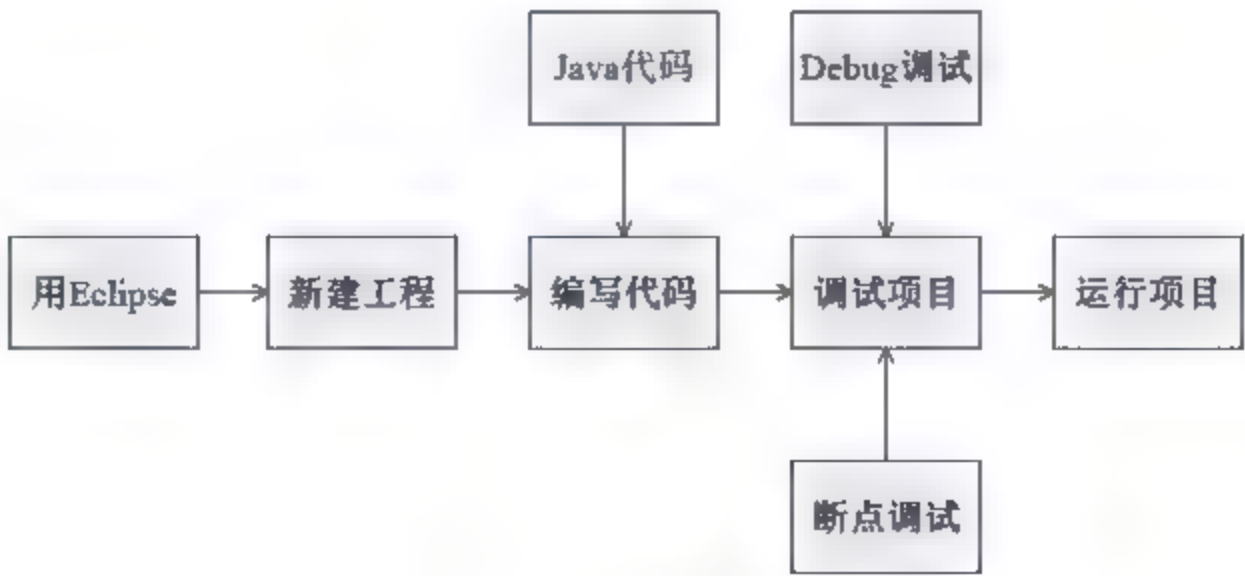 Java代码
Debug调试
用Eclipse
新建工程
编写代码
调试项目
运行项目
断点调试